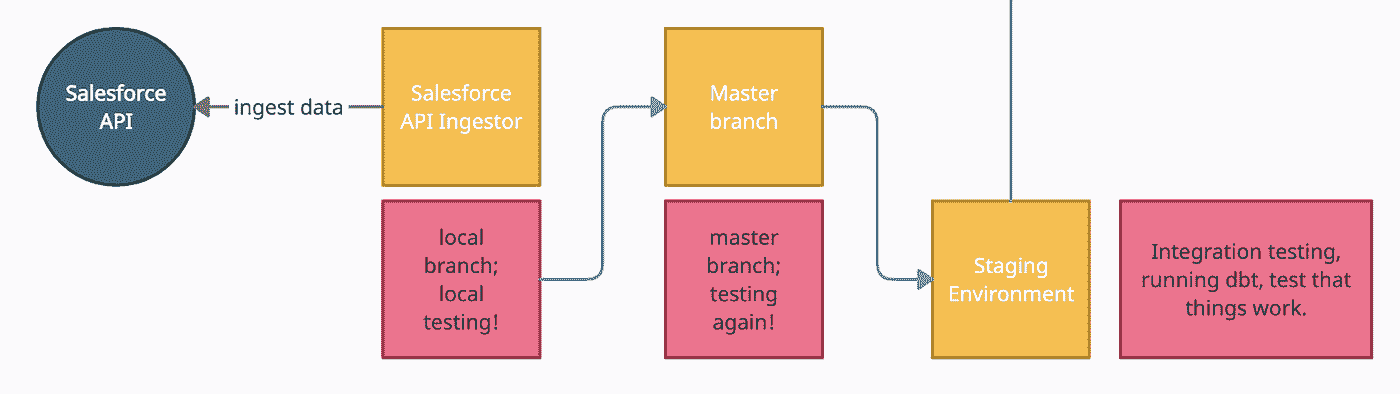 Salesforce
API
ingest data
Salesforce
API Ingestor
Master
branch
local
branch;
local
testing!
master
branch;
testing
again!
Staging
Environment
Integration testing,
running dbt, test that
things work.